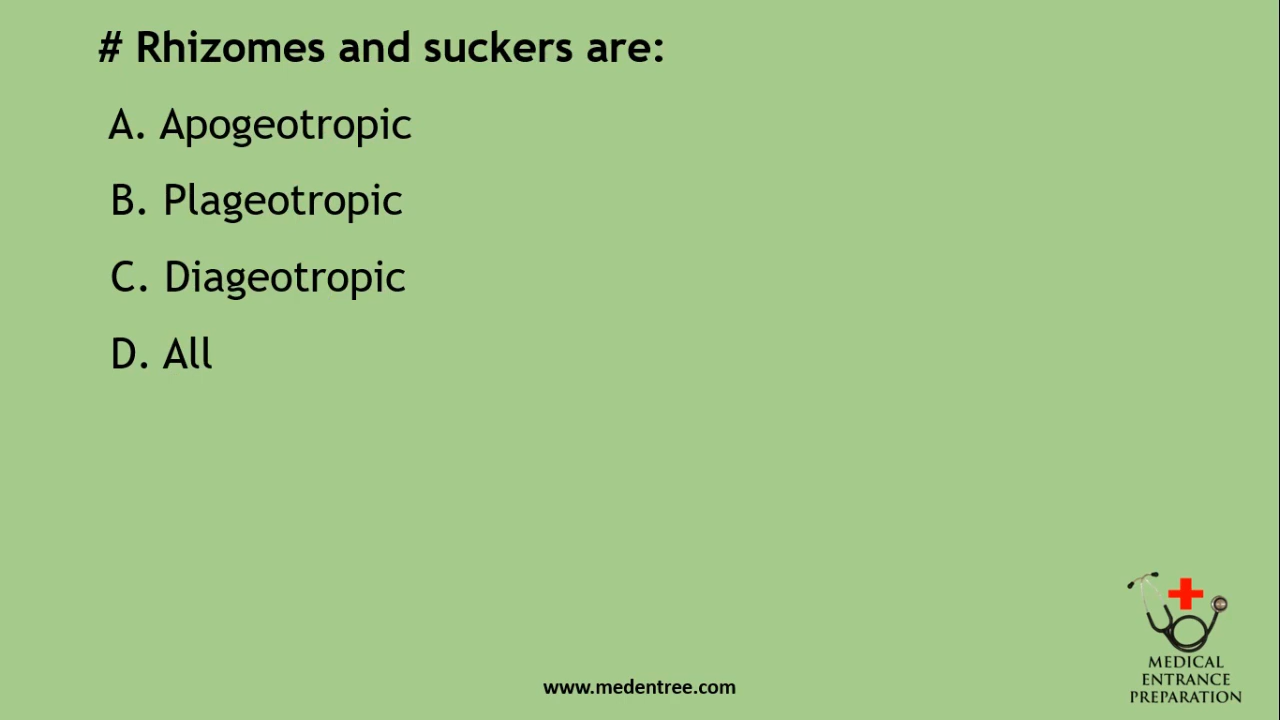 # Rhizomes and suckers are:
A. Apogeotropic
B. Plageotropic
C. Diageotropic
D. All
MEDICAL
ENTRANCE
PREPARATION
www.medentree.com